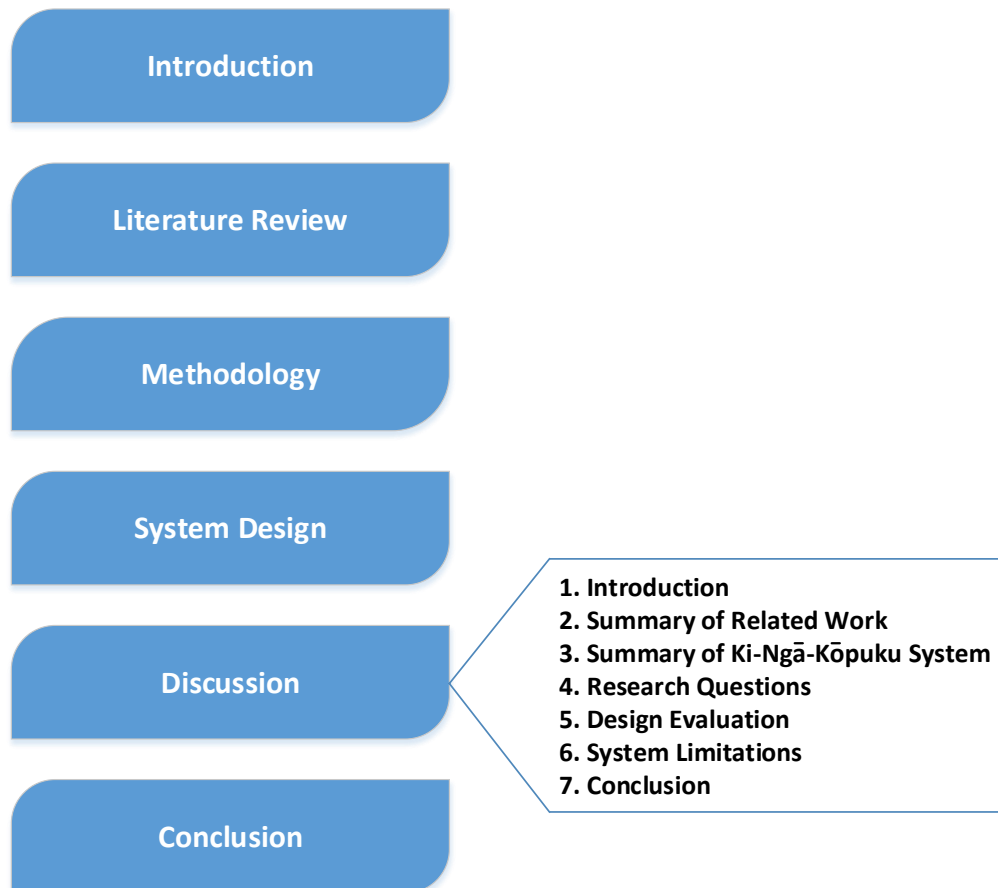 Introduction
Literature Review
Methodology
System Design
Discussion
1. Introduction
2. Summary of Related Work
3. Summary of Ki-Ngā-Kōpuku System
4. Research Questions
5. Design Evaluation
6. System Limitations
7. Conclusion
Conclusion